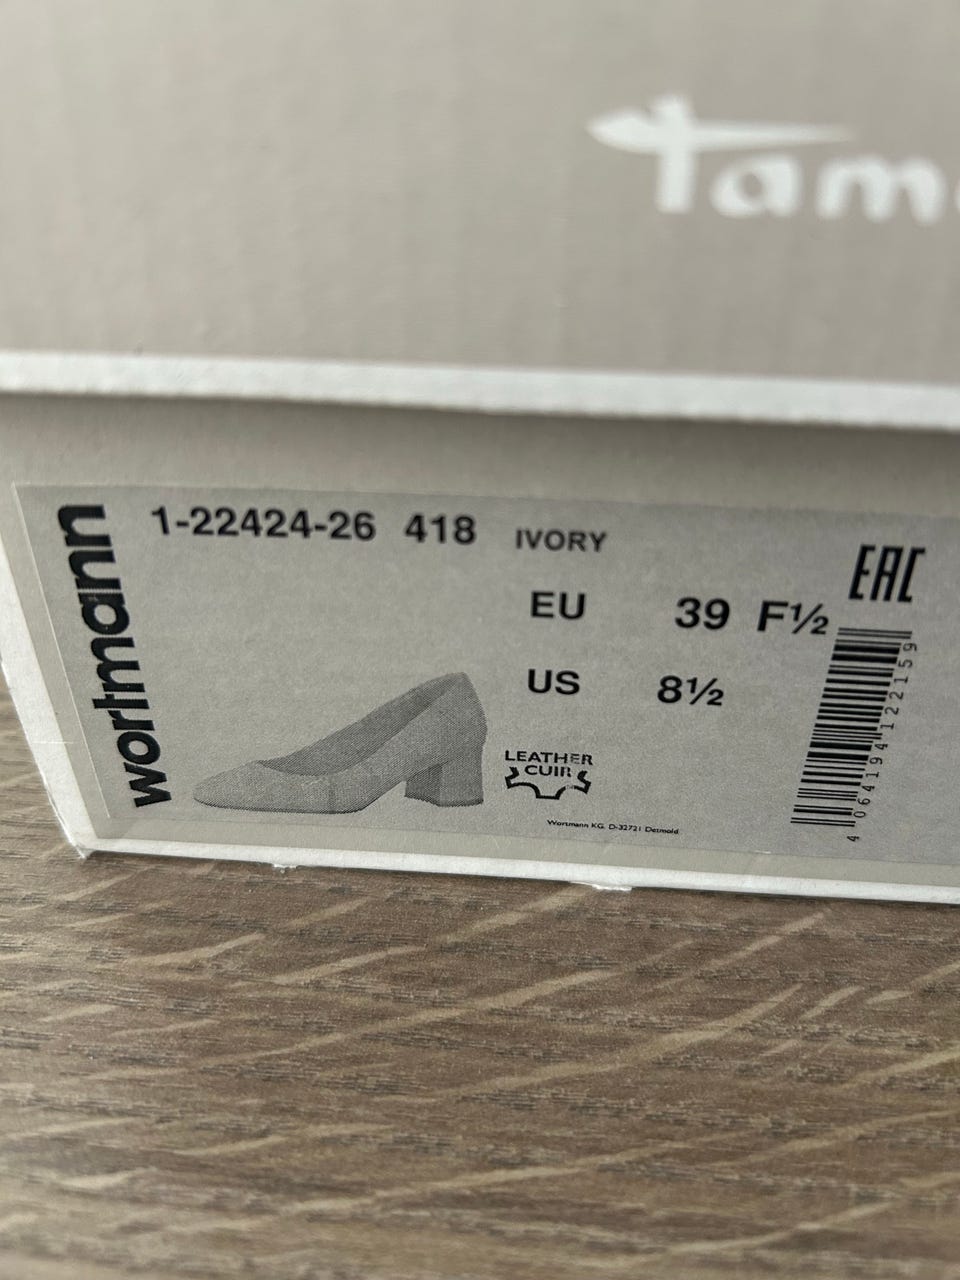 Tam
wortmann
1-22424-26 418 IVORY
EAC
EU 39 F½
US 8½
LEATHER
CUIR
Wortmann KG. D-32721 Detmold
4 064194 122159